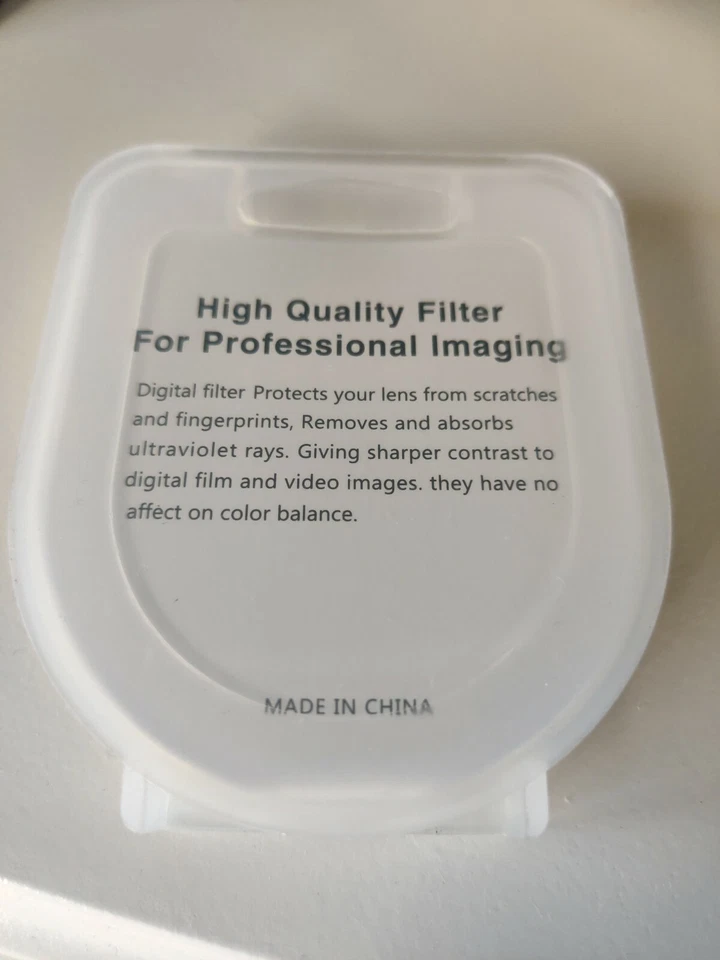 High Quality Filter
For Professional Imaging
Digital filter Protects your lens from scratches
and fingerprints, Removes and absorbs
ultraviolet rays. Giving sharper contrast to
digital film and video images. they have no
affect on color balance.
MADE IN CHINA